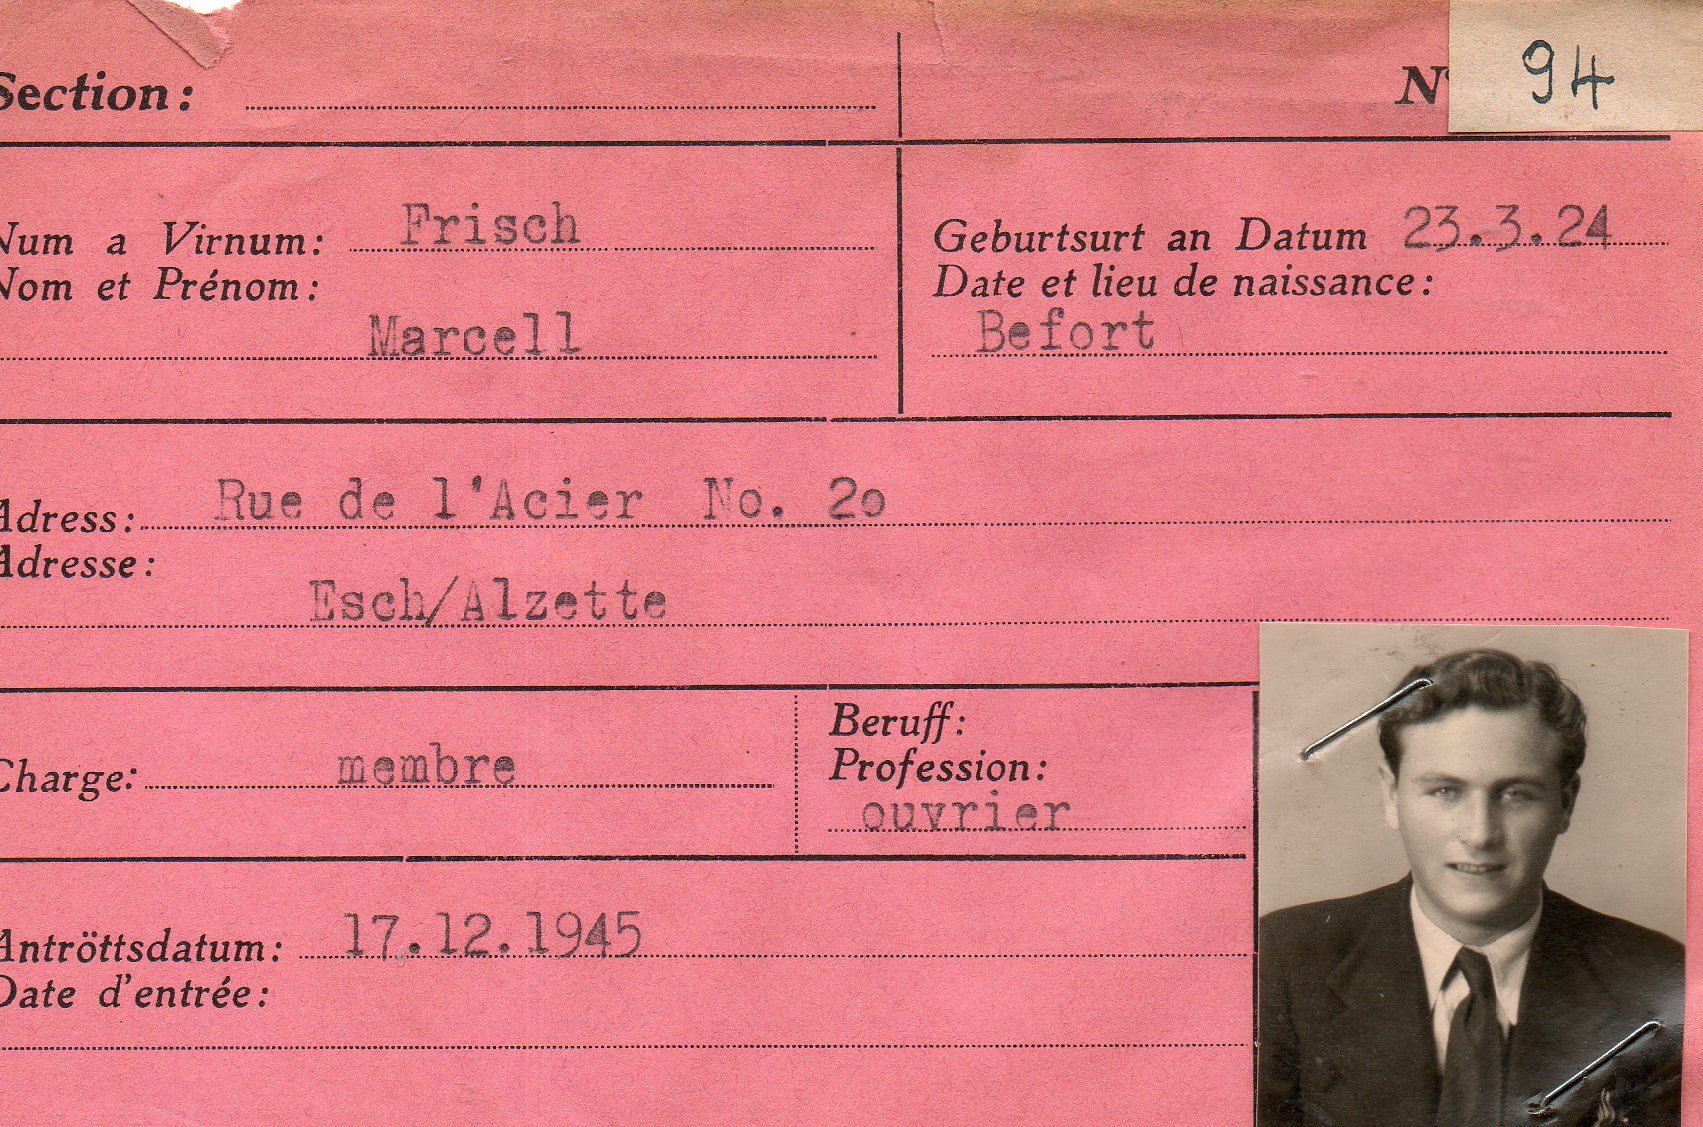 Section:
N°
94
Num a Virnum: Frisch
Nom et Prénom:
Marcell
Geburtsurt an Datum 23.3.24
Date et lieu de naissance:
Befort
Adress: Rue de l'Acier No. 2o
Adresse:
Esch/Alzette
Charge: membre
Beruff:
Profession:
ouvrier
Antröttsdatum: 17.12.1945
Date d'entrée: